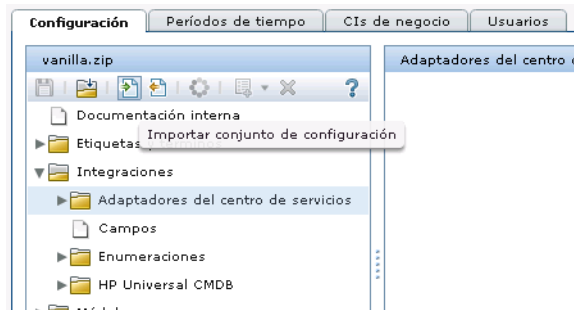 Configuración Períodos de tiempo CIs de negocio Usuarios
vanilla.zip Adaptadores del centro
?
Documentación interna
Importar conjunto de configuración
Etiquetas
Integraciones
Adaptadores del centro de servicios
Campos
Enumeraciones
HP Universal CMDB